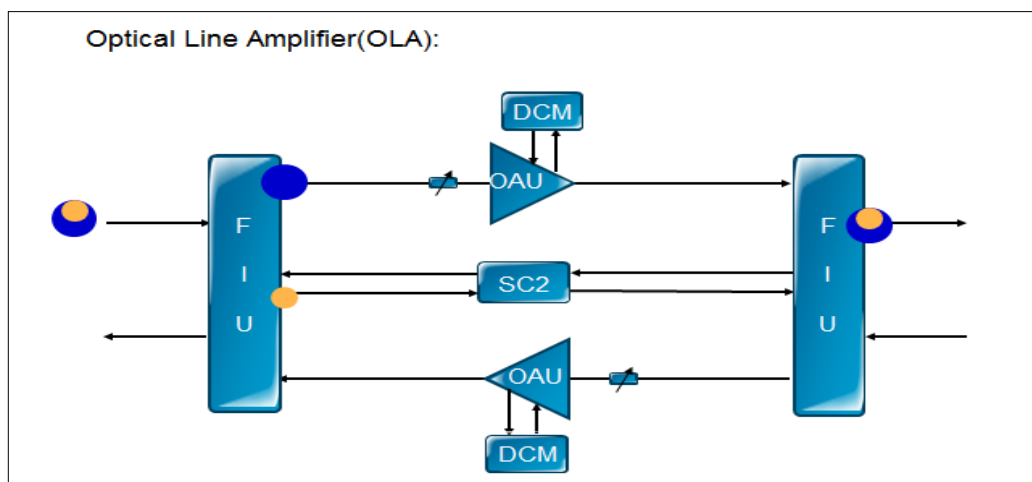 Optical Line Amplifier(OLA):
DCM
OAU
F
I
U
SC2
F
I
U
OAU
DCM